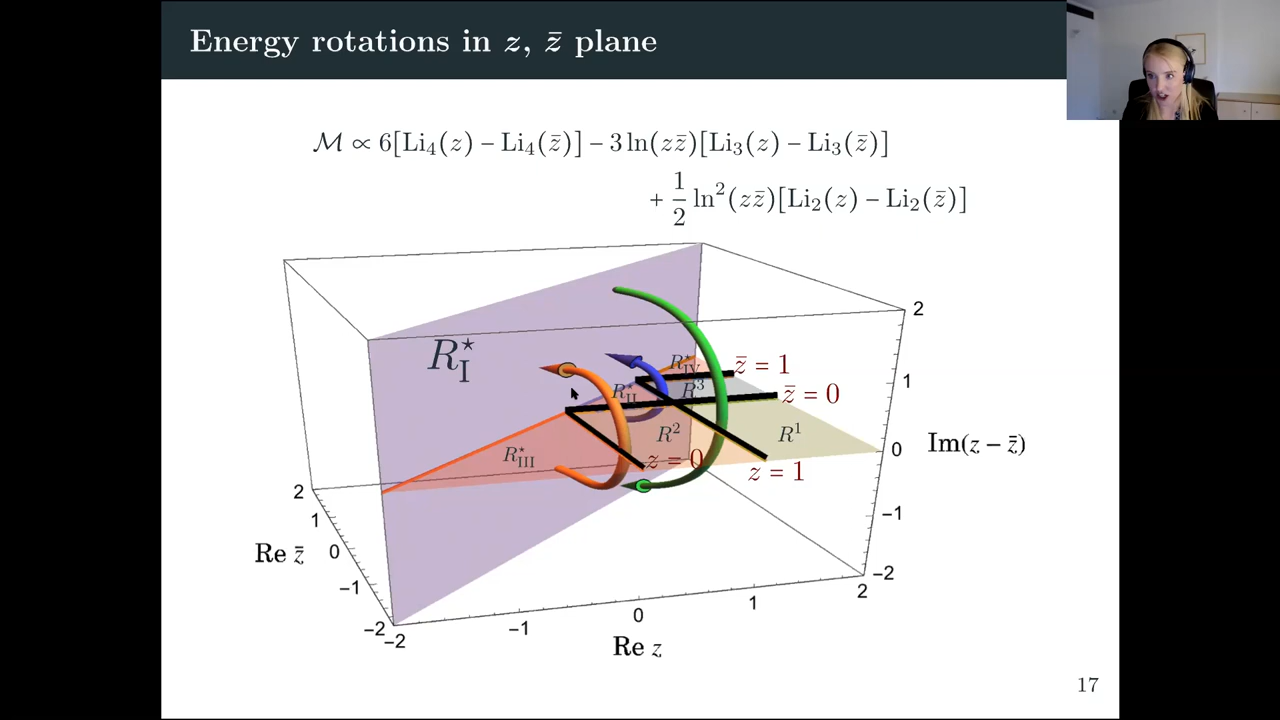 Energy rotations in z, z̄ plane
ℳ ∝ 6[Li₄(z) − Li₄(z̄)] − 3 ln(zz̄)[Li₃(z) − Li₃(z̄)]
+ 1/2 ln²(zz̄)[Li₂(z) − Li₂(z̄)]
2
R*_I
R*_IV
z̄ = 1
1
R*_II
R³
z̄ = 0
R²
R¹
0
Im(z − z̄)
R*_III
z = 0
z = 1
2
1
−1
Re z̄
0
−1
−2
2
−2
−2
−1
0
1
Re z
17